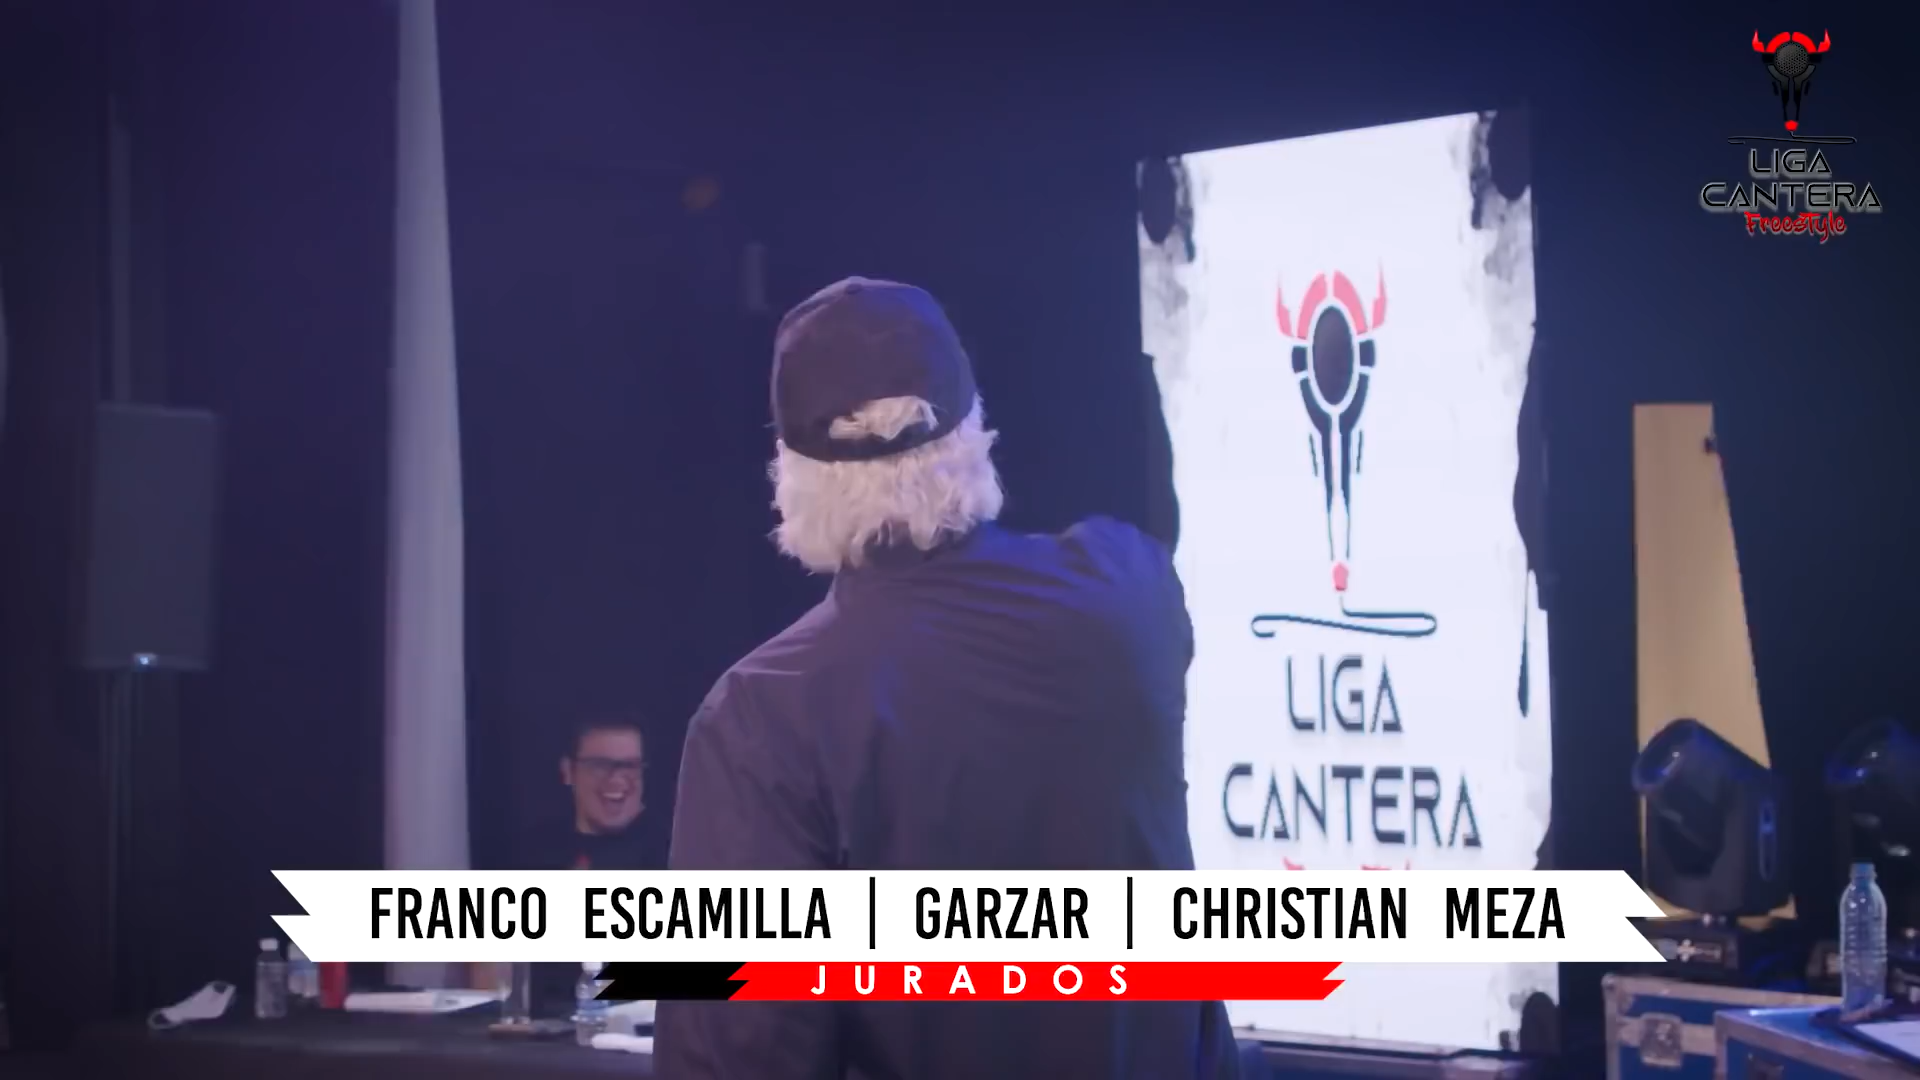 LIGA
CANTERA
Freestyle
LIGA
CANTERA
FRANCO ESCAMILLA | GARZAR | CHRISTIAN MEZA
JURADOS